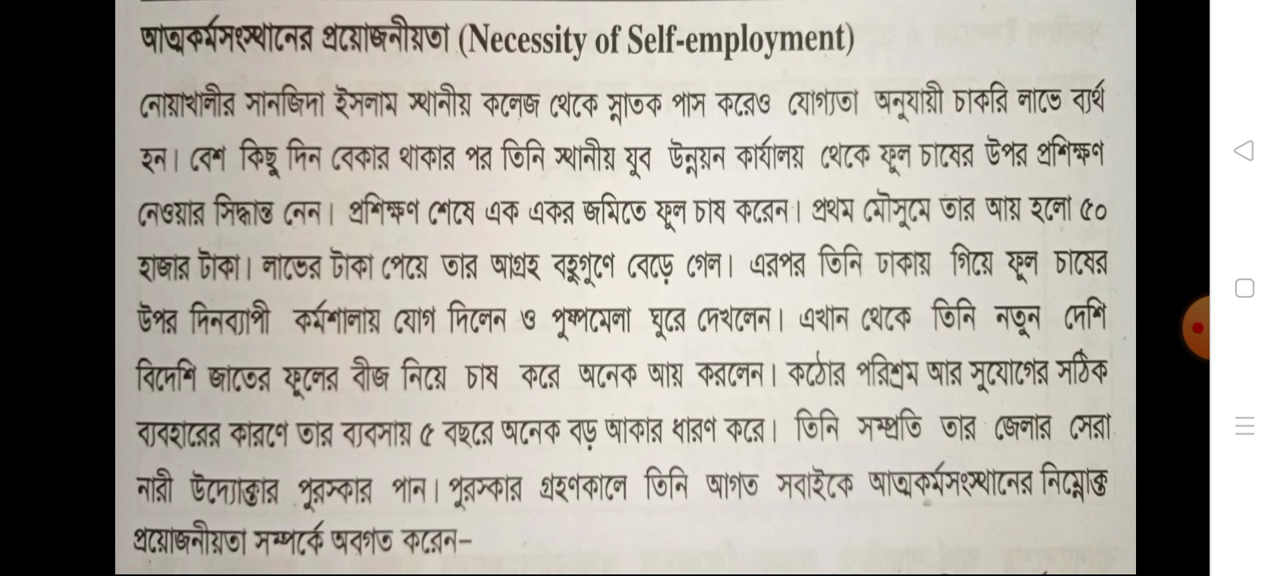 আত্মকর্মসংস্থানের প্রয়োজনীয়তা (Necessity of Self-employment)
নোয়াখালীর সানজিদা ইসলাম স্থানীয় কলেজ থেকে স্নাতক পাস করেও যোগ্যতা অনুযায়ী চাকরি লাভে ব্যর্থ
হন। বেশ কিছু দিন বেকার থাকার পর তিনি স্থানীয় যুব উন্নয়ন কার্যালয় থেকে ফুল চাষের উপর প্রশিক্ষণ
নেওয়ার সিদ্ধান্ত নেন। প্রশিক্ষণ শেষে এক একর জমিতে ফুল চাষ করেন। প্রথম মৌসুমে তার আয় হলো ৫০
হাজার টাকা। লাভের টাকা পেয়ে তার আগ্রহ বহুগুণে বেড়ে গেল। এরপর তিনি ঢাকায় গিয়ে ফুল চাষের
উপর দিনব্যাপী কর্মশালায় যোগ দিলেন ও পুষ্পমেলা ঘুরে দেখলেন। এখান থেকে তিনি নতুন দেশি
বিদেশি জাতের ফুলের বীজ নিয়ে চাষ করে অনেক আয় করলেন। কঠোর পরিশ্রম আর সুযোগের সঠিক
ব্যবহারের কারণে তার ব্যবসায় ৫ বছরে অনেক বড় আকার ধারণ করে। তিনি সম্প্রতি তার জেলার সেরা
নারী উদ্যোক্তার পুরস্কার পান। পুরস্কার গ্রহণকালে তিনি আগত সবাইকে আত্মকর্মসংস্থানের নিম্নোক্ত
প্রয়োজনীয়তা সম্পর্কে অবগত করেন–